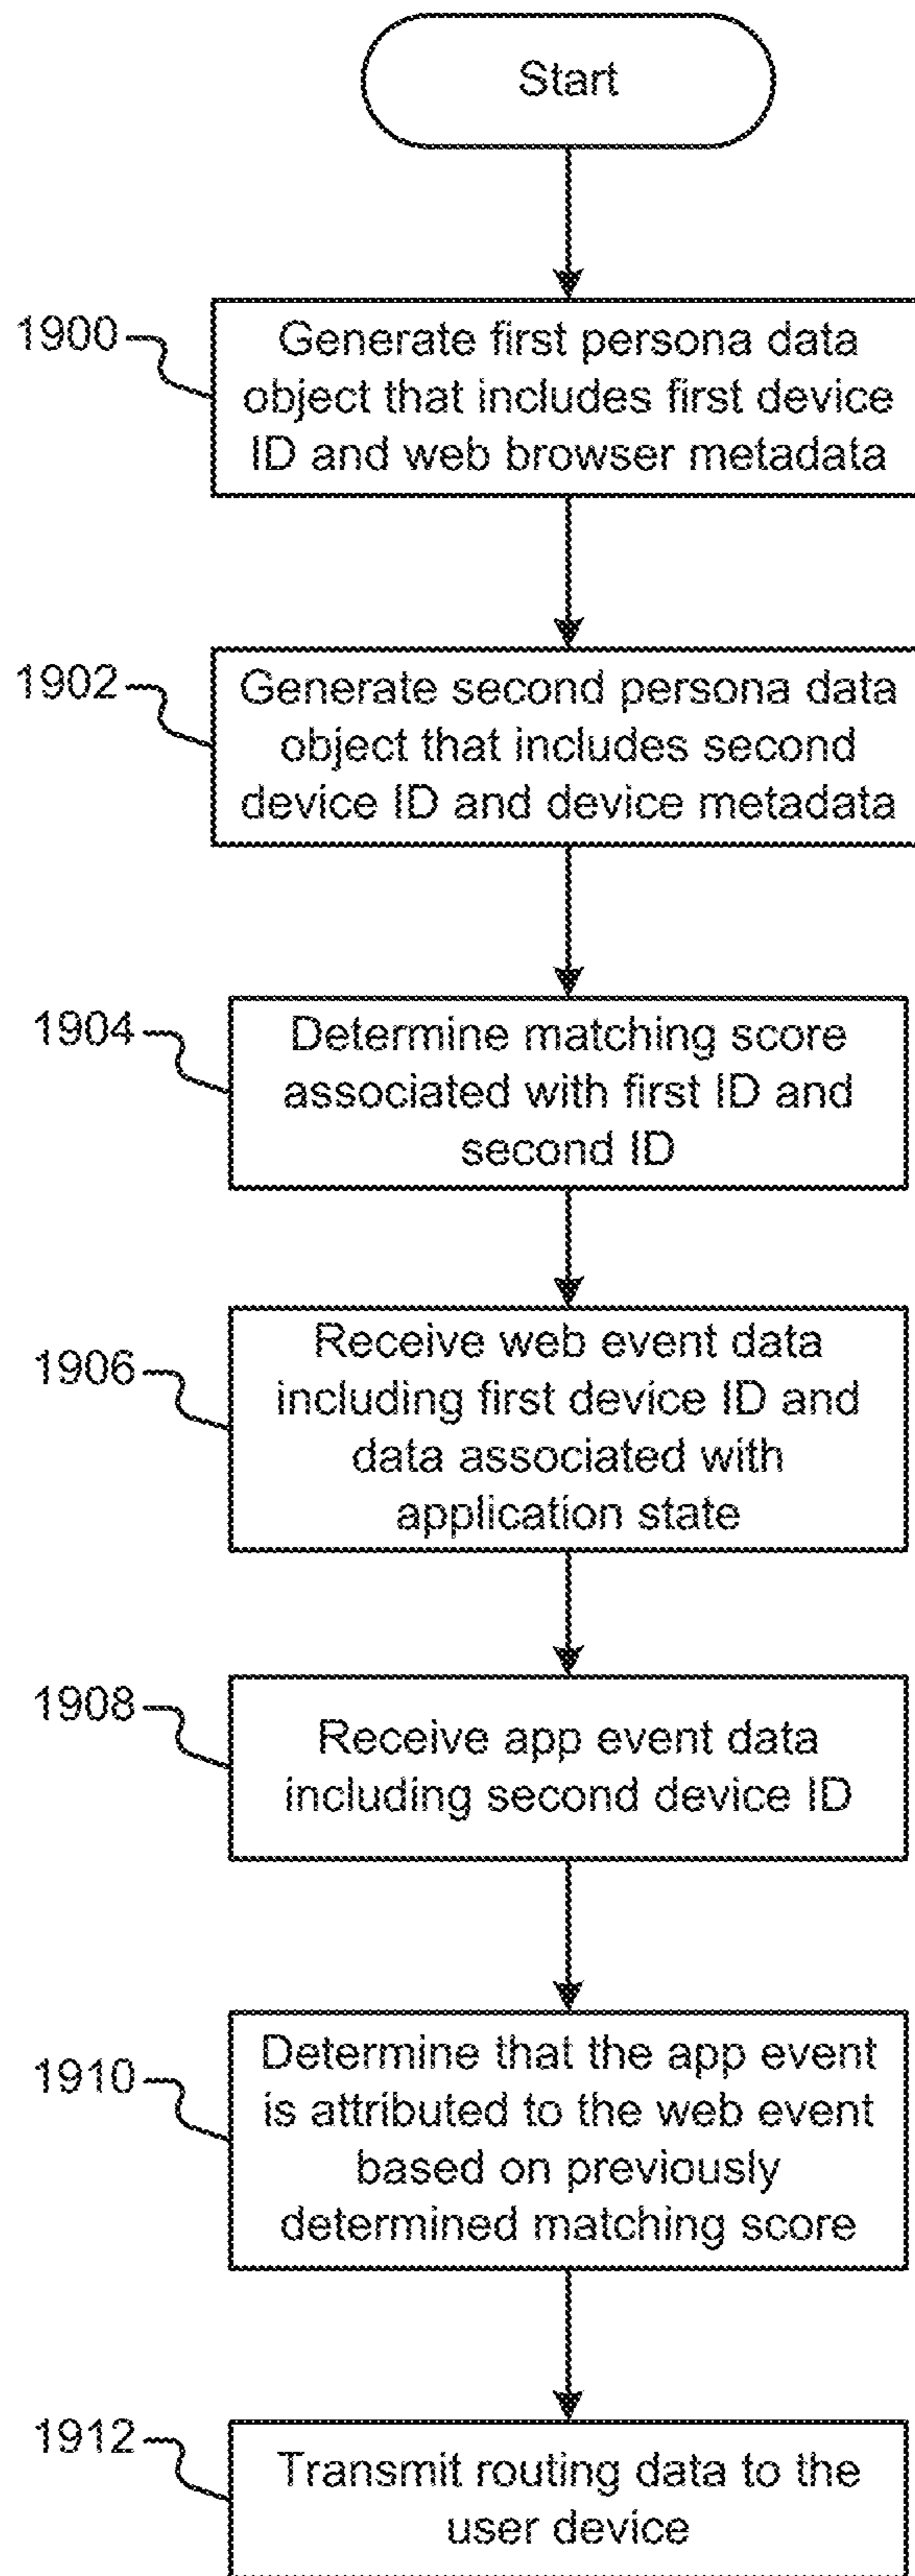 Start
1900
Generate first persona data
object that includes first device
ID and web browser metadata
1902
Generate second persona data
object that includes second
device ID and device metadata
1904
Determine matching score
associated with first ID and
second ID
1906
Receive web event data
including first device ID and
data associated with
application state
1908
Receive app event data
including second device ID
1910
Determine that the app event
is attributed to the web event
based on previously
determined matching score
1912
Transmit routing data to the
user device